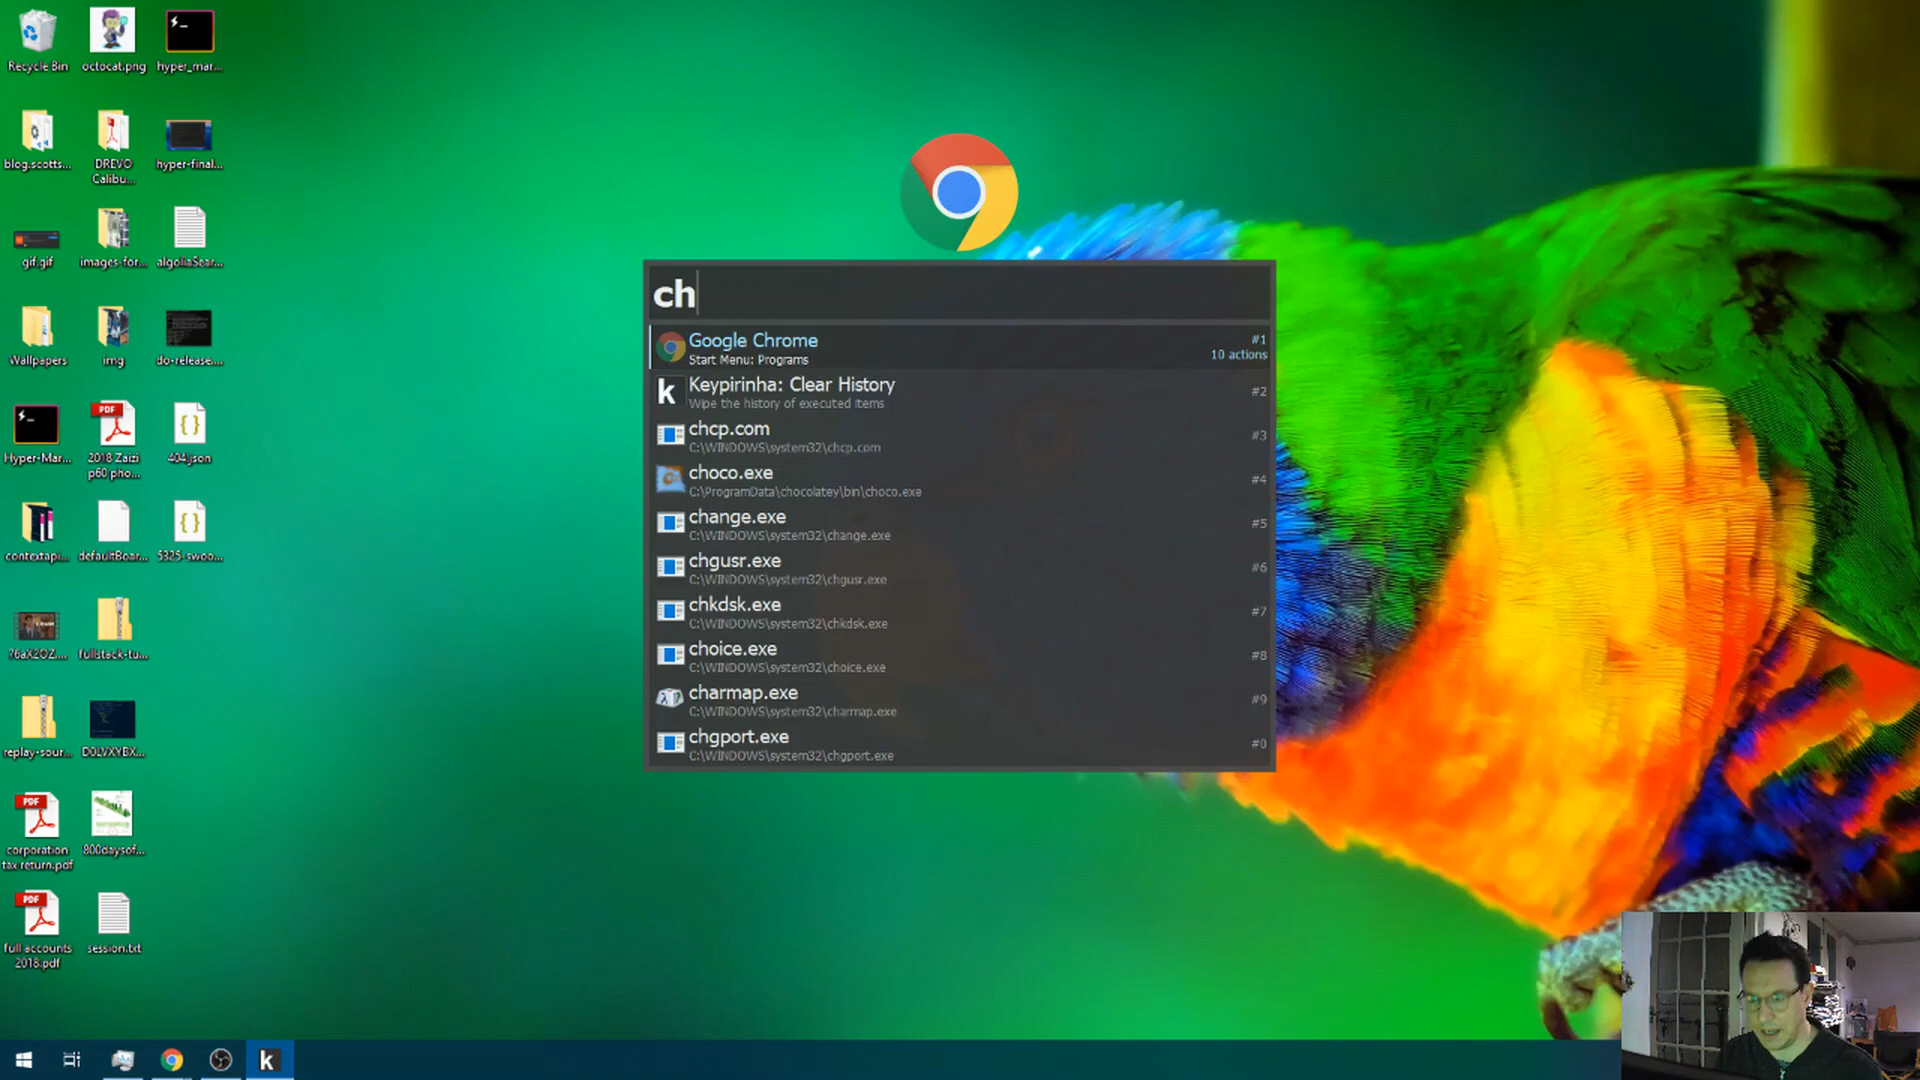 Recycle Bin
octocat.png
hyper_mar...
blog.scotts...
DREVO
Calibu...
hyper-final...
gif.gif
images-for...
algoliaSear...
Wallpapers
img
do-release....
Hyper-Mar...
PDF
2018 Zaizi
p60 pho...
404.json
contextapi...
defaultBoar...
5325-swoo...
fullstack-tu...
replay-sour...
D0LVXYBX...
PDF
corporation
tax return.pdf
800daysof...
PDF
full accounts
2018.pdf
session.txt
ch
Google Chrome
Start Menu: Programs
#1
10 actions
k
Keypirinha: Clear History
Wipe the history of executed items
#2
chcp.com
C:\WINDOWS\system32\chcp.com
#3
choco.exe
C:\ProgramData\chocolatey\bin\choco.exe
#4
change.exe
C:\WINDOWS\system32\change.exe
#5
chgusr.exe
C:\WINDOWS\system32\chgusr.exe
#6
chkdsk.exe
C:\WINDOWS\system32\chkdsk.exe
#7
choice.exe
C:\WINDOWS\system32\choice.exe
#8
charmap.exe
C:\WINDOWS\system32\charmap.exe
#9
chgport.exe
C:\WINDOWS\system32\chgport.exe
#0
k